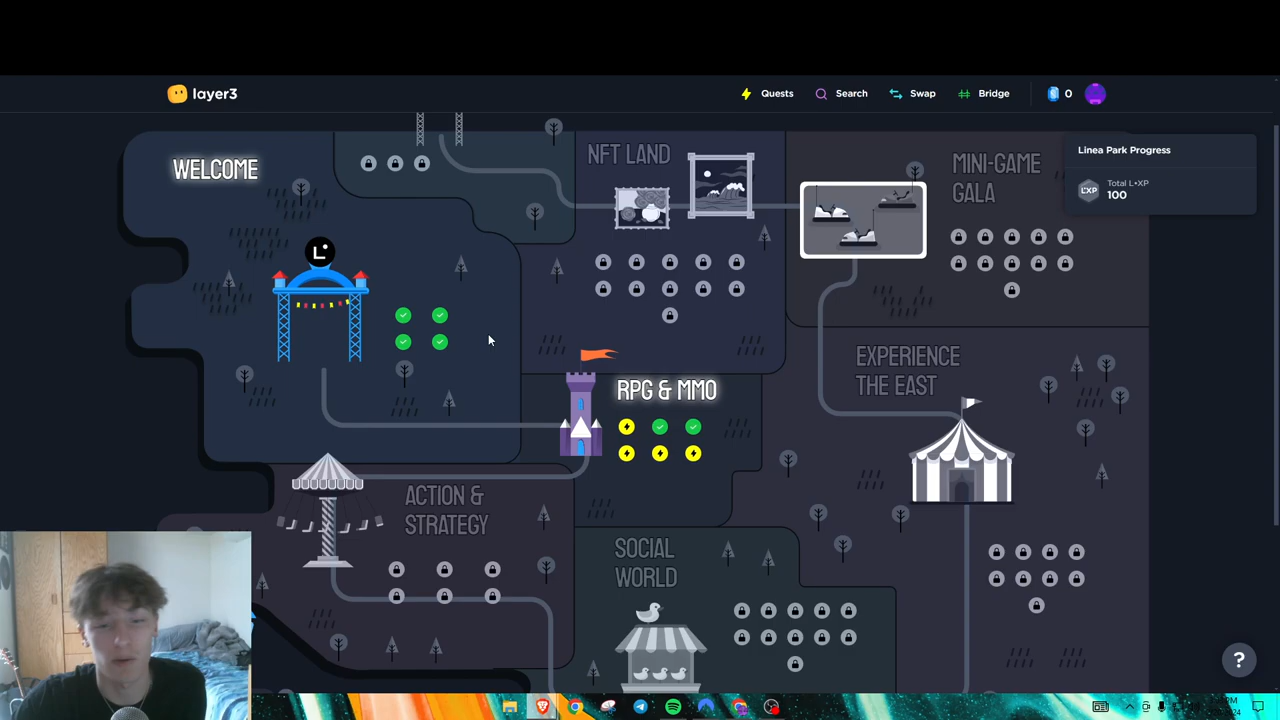 layer3
Quests
Search
Swap
Bridge
0
WELCOME
NFT LAND
MINI-GAME
GALA
Linea Park Progress
LXP
Total L•XP
100
L
RPG & MMO
EXPERIENCE
THE EAST
ACTION &
STRATEGY
SOCIAL
WORLD
?